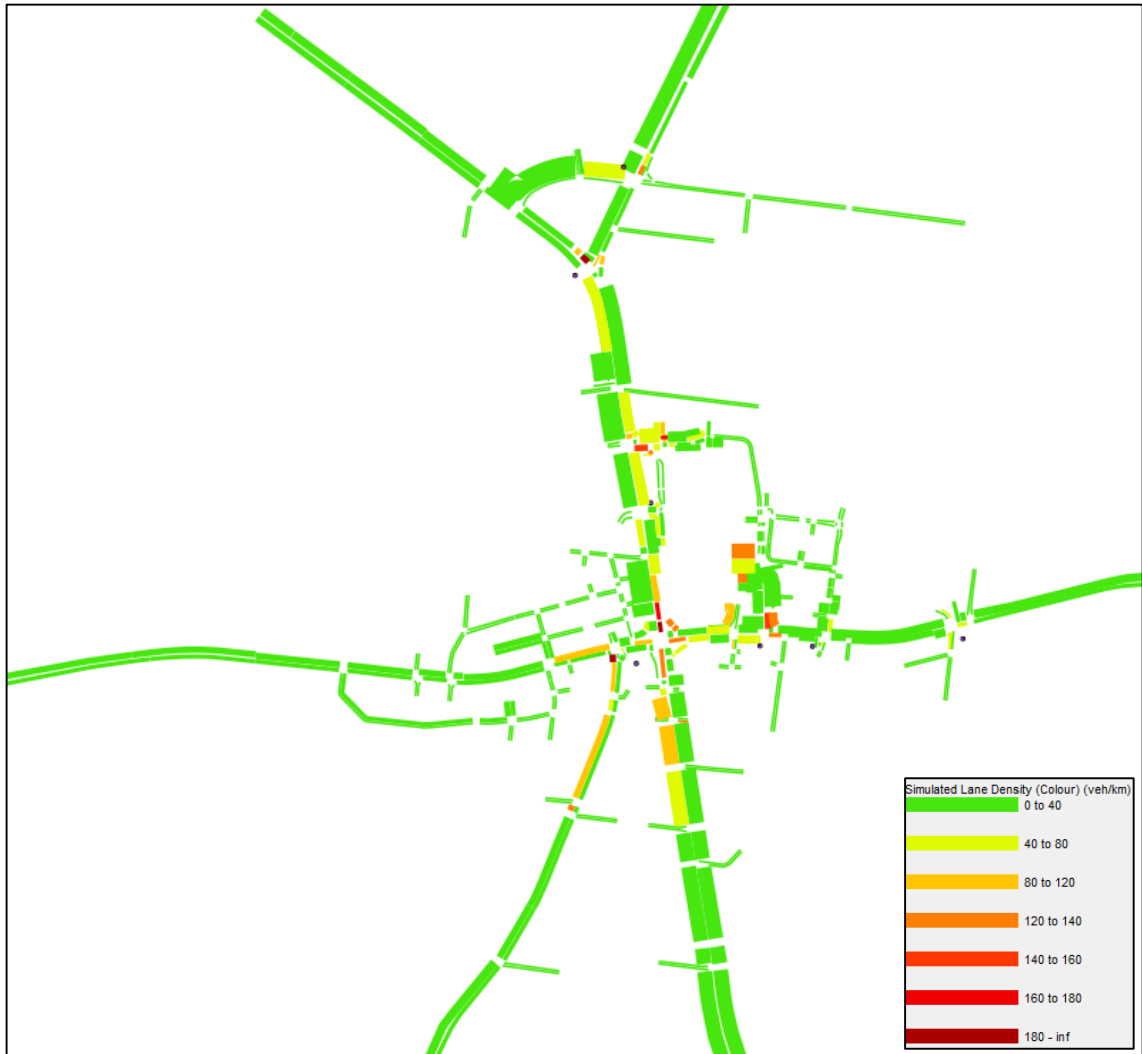 Simulated Lane Density (Colour) (veh/km)
0 to 40
40 to 80
80 to 120
120 to 140
140 to 160
160 to 180
180 - inf